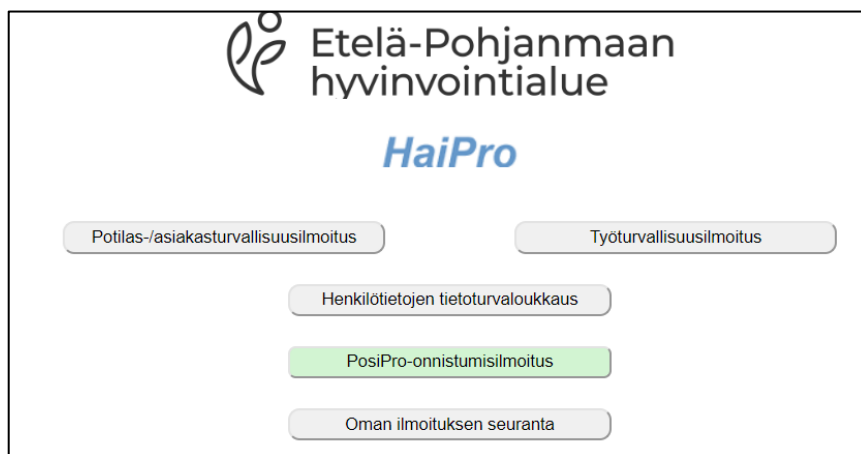 Etelä-Pohjanmaan
hyvinvointialue
HaiPro
Potilas-/asiakasturvallisuusilmoitus
Työturvallisuusilmoitus
Henkilötietojen tietoturvaloukkaus
PosiPro-onnistumisilmoitus
Oman ilmoituksen seuranta